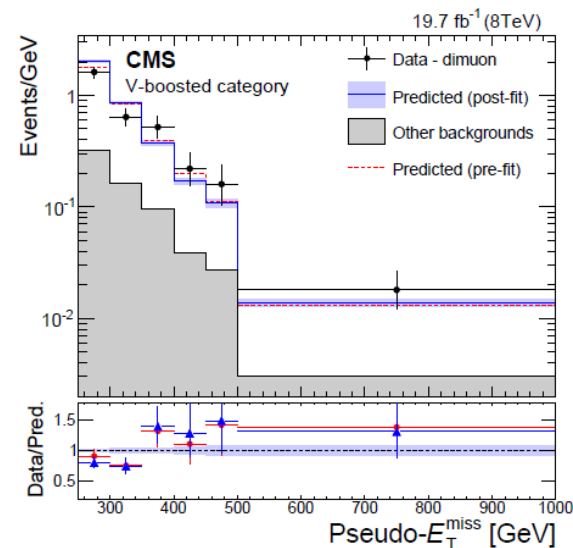 19.7 fb⁻¹ (8TeV)
CMS
V-boosted category
Data - dimuon
Predicted (post-fit)
Other backgrounds
Predicted (pre-fit)
Events/GeV
1
10⁻¹
10⁻²
Data/Pred.
1.5
1
0.5
300 400 500 600 700 800 900 1000
Pseudo-E_T^miss [GeV]